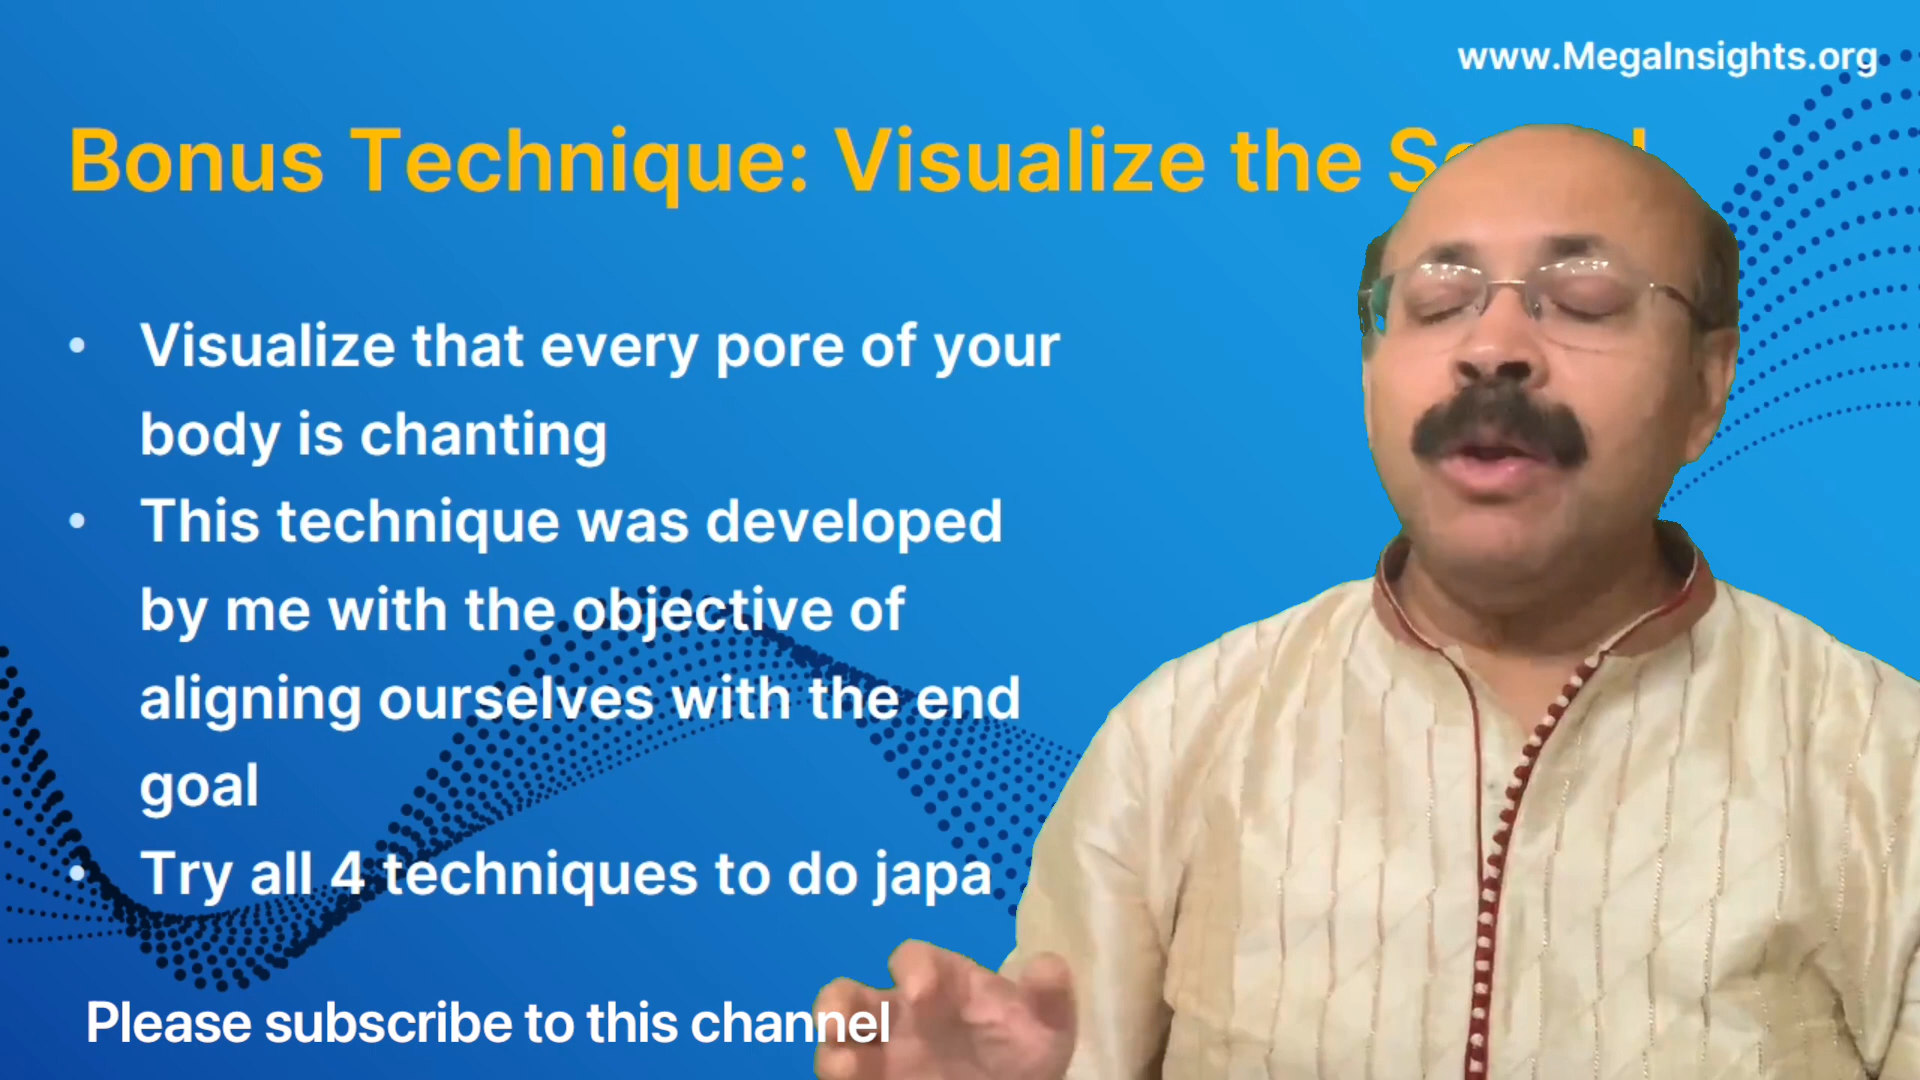 www.MegaInsights.org
Bonus Technique: Visualize the
• Visualize that every pore of your
body is chanting
• This technique was developed
by me with the objective of
aligning ourselves with the end
goal
• Try all 4 techniques to do japa
Please subscribe to this channel